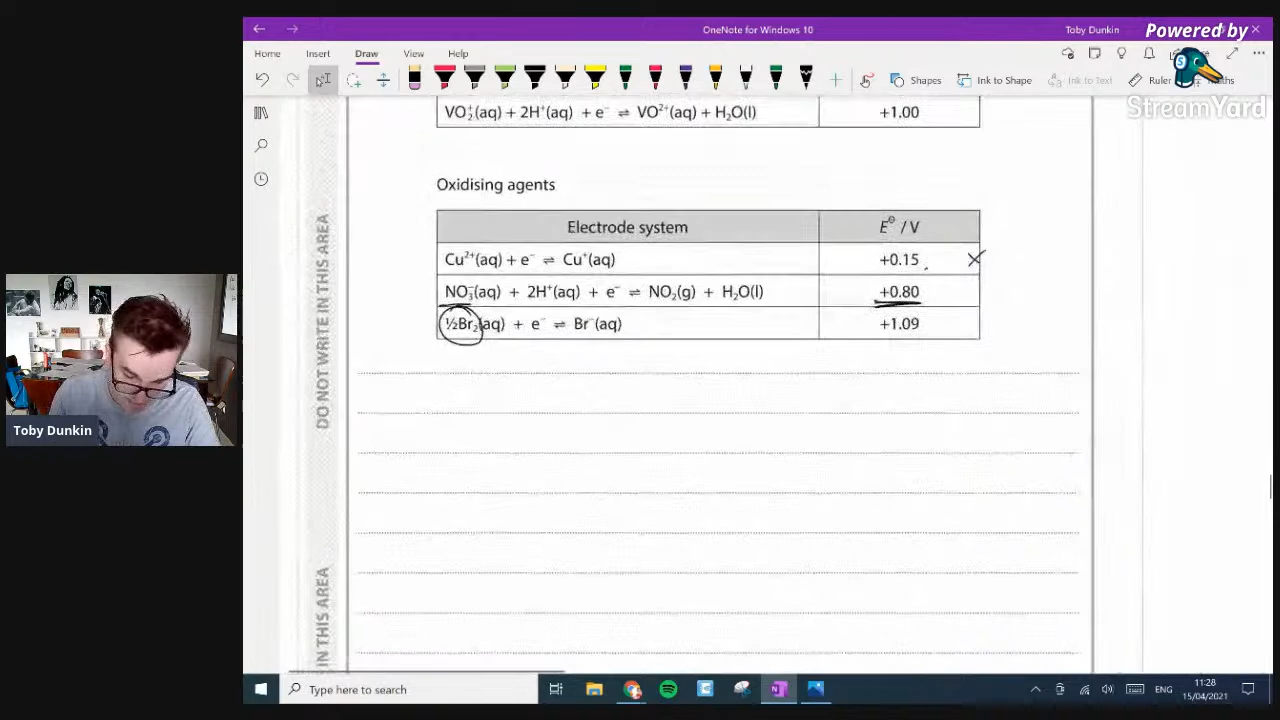 OneNote for Windows 10
Toby Dunkin
Powered by
Home Insert Draw View Help
Shapes Ink to Shape Ink to Text Ruler
StreamYard
VO₂⁺(aq) + 2H⁺(aq) + e⁻ ⇌ VO²⁺(aq) + H₂O(l) +1.00
Oxidising agents
Electrode system E⦵ / V
Cu²⁺(aq) + e⁻ ⇌ Cu⁺(aq) +0.15
NO₃⁻(aq) + 2H⁺(aq) + e⁻ ⇌ NO₂(g) + H₂O(l) +0.80
½Br₂(aq) + e⁻ ⇌ Br⁻(aq) +1.09
DO NOT WRITE IN THIS AREA
IN THIS AREA
Toby Dunkin
Type here to search
ENG
11:28
15/04/2021